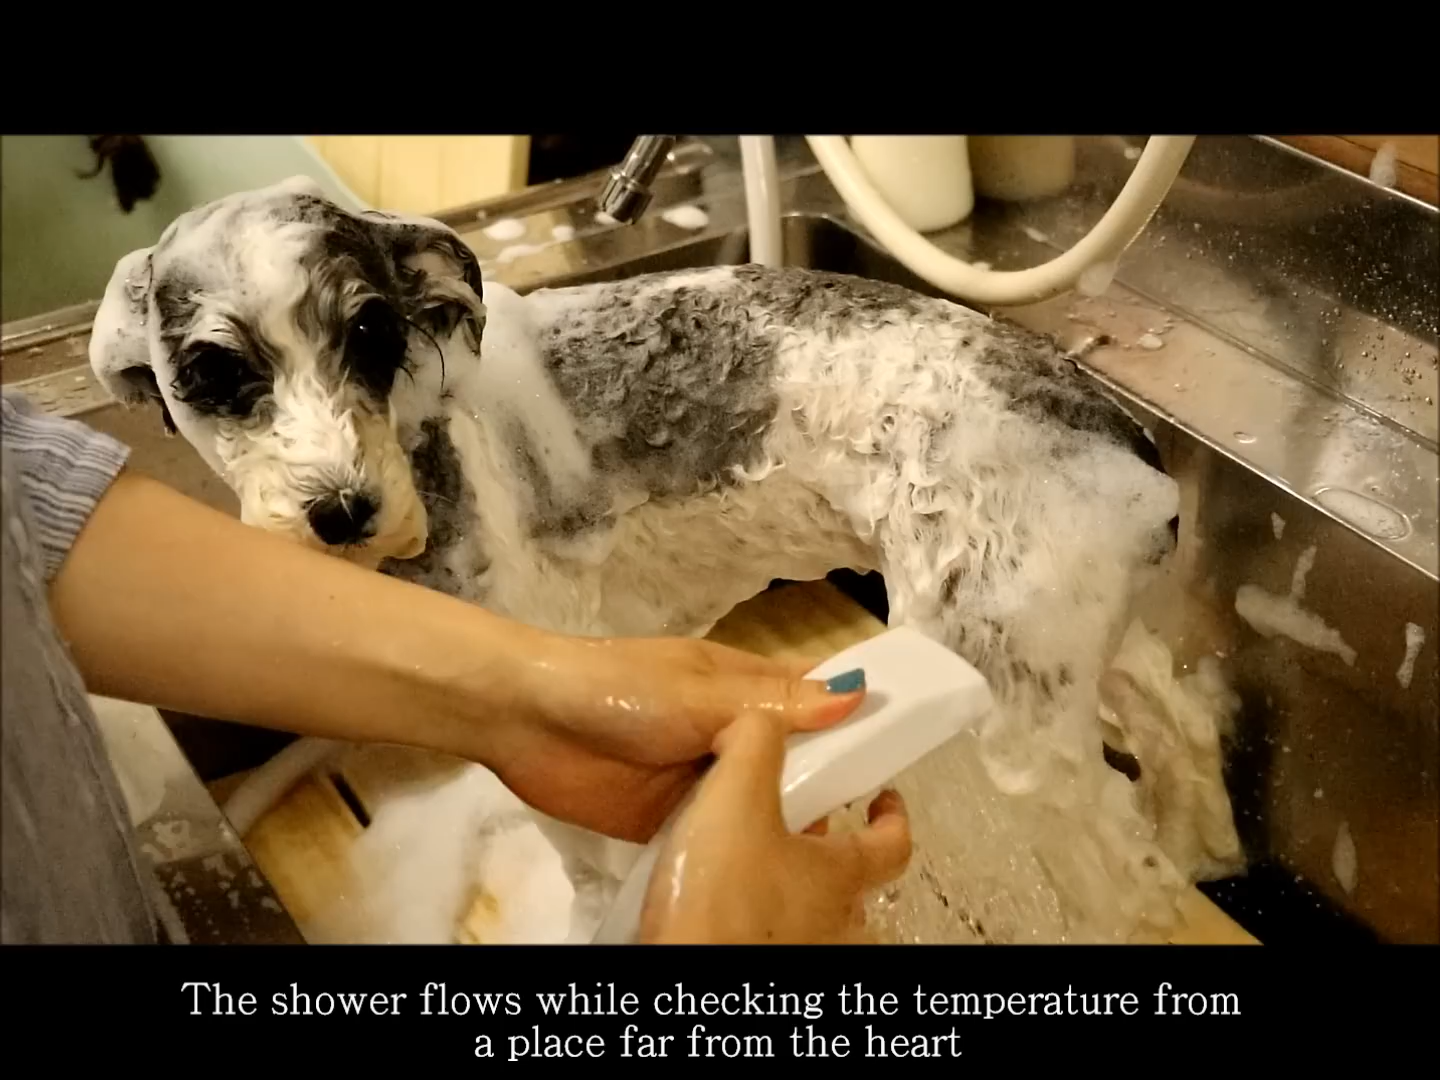 The shower flows while checking the temperature from
a place far from the heart